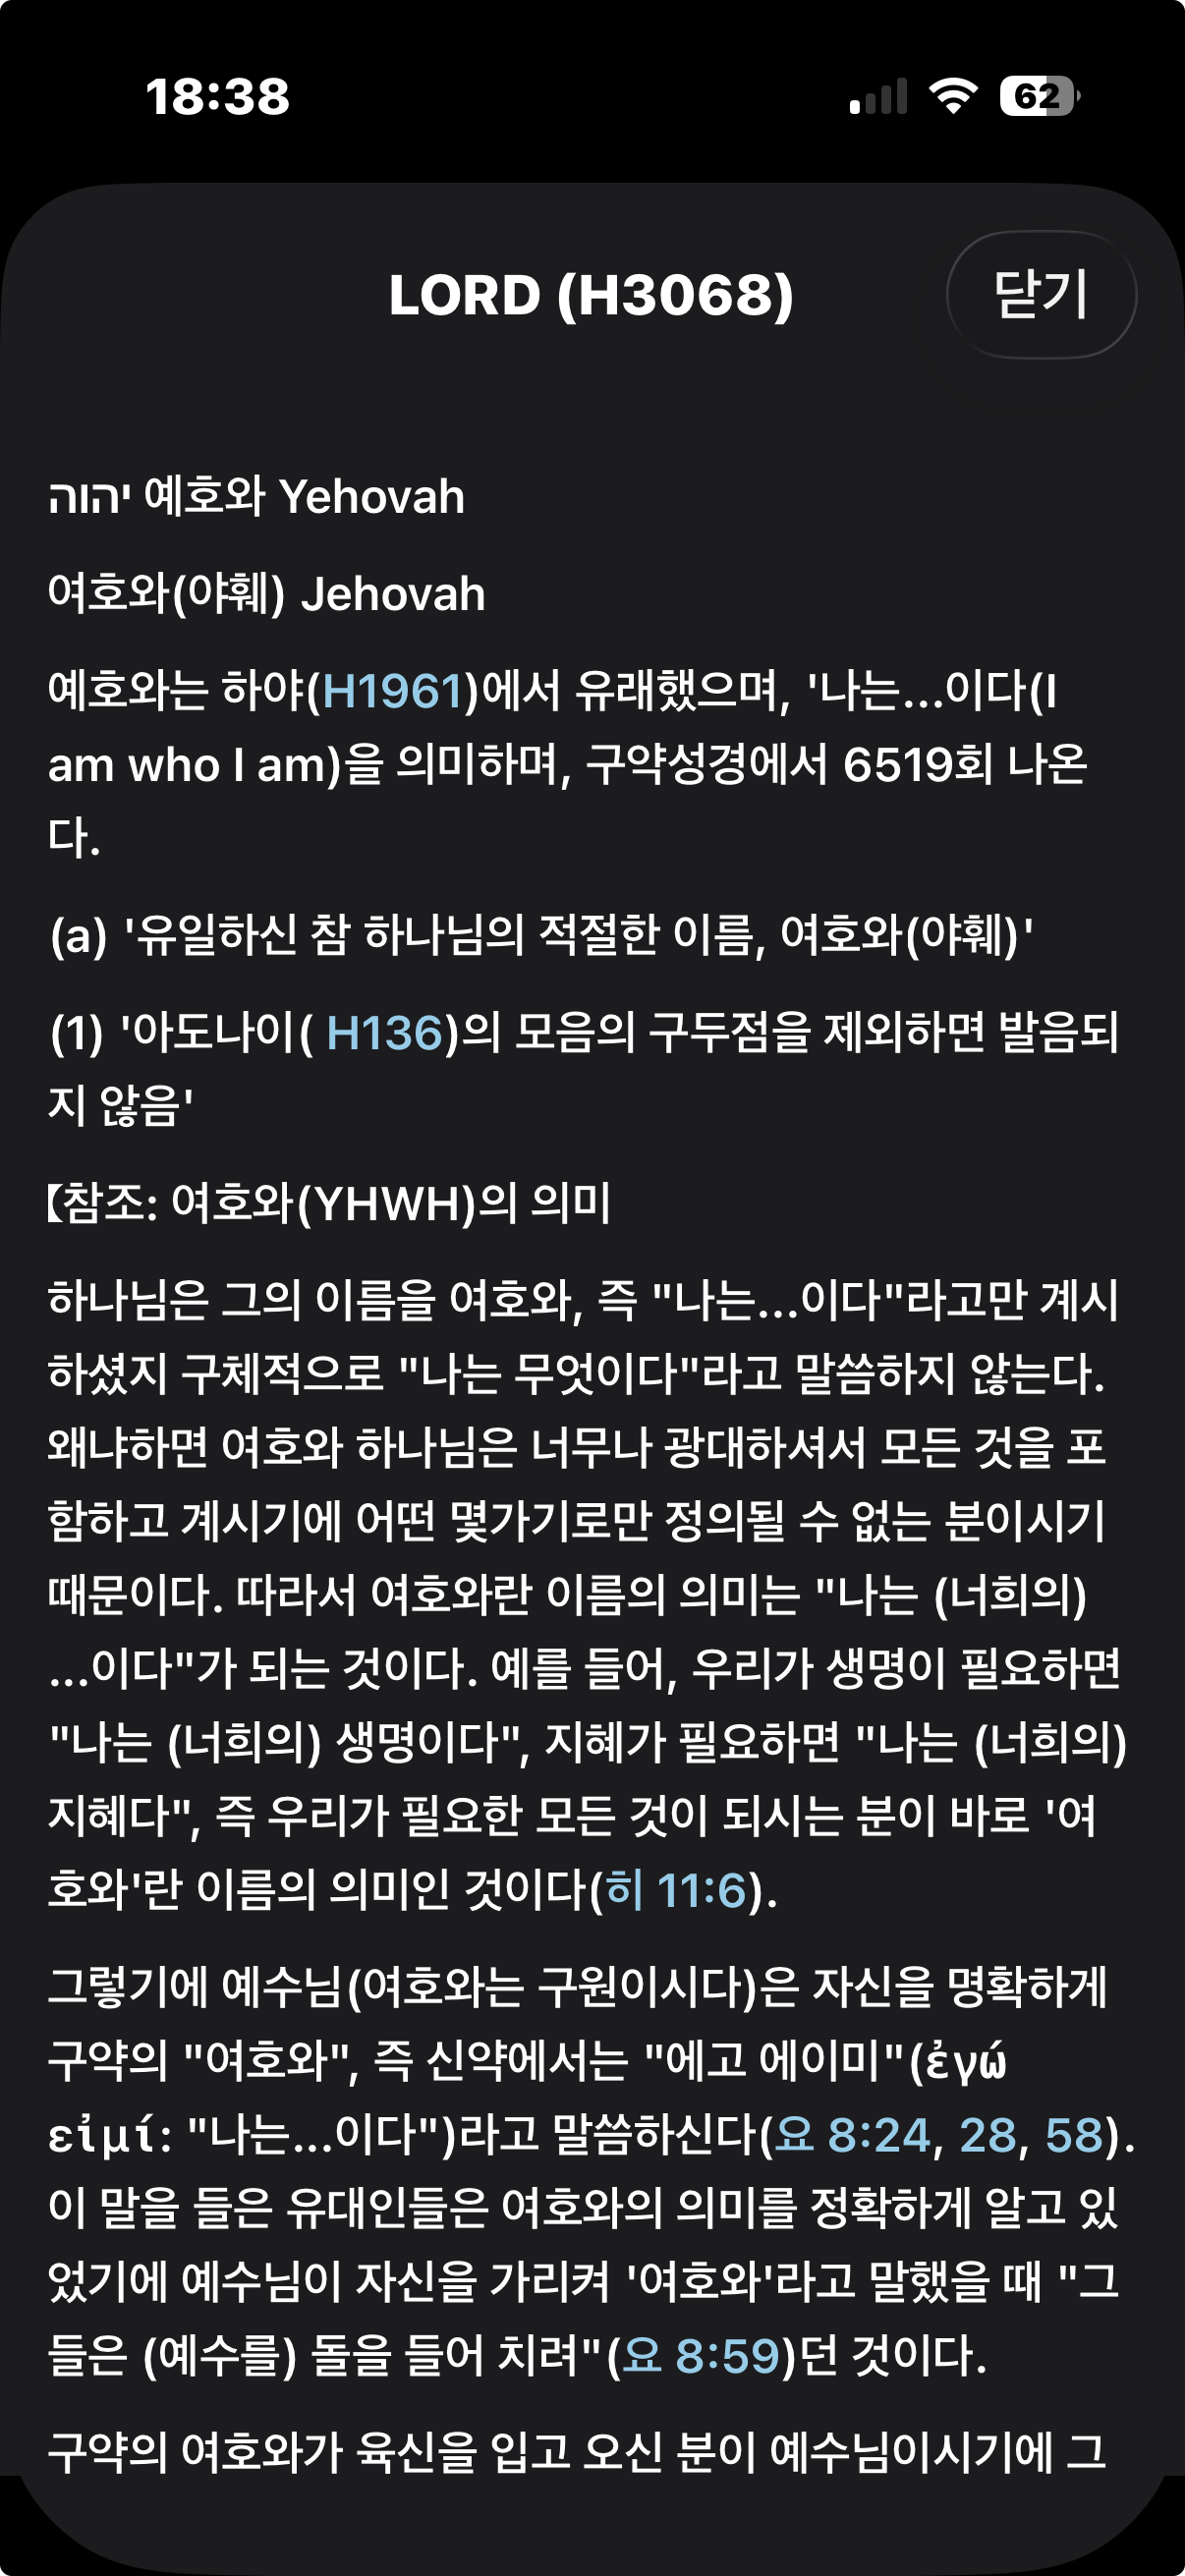 18:38
62
LORD (H3068)
닫기
יהוה 예호와 Yehovah
여호와(야훼) Jehovah
예호와는 하야(H1961)에서 유래했으며, '나는...이다(I
am who I am)을 의미하며, 구약성경에서 6519회 나온
다.
(a) '유일하신 참 하나님의 적절한 이름, 여호와(야훼)'
(1) '아도나이( H136)의 모음의 구두점을 제외하면 발음되
지 않음'
【참조: 여호와(YHWH)의 의미
하나님은 그의 이름을 여호와, 즉 "나는...이다"라고만 계시
하셨지 구체적으로 "나는 무엇이다"라고 말씀하지 않는다.
왜냐하면 여호와 하나님은 너무나 광대하셔서 모든 것을 포
함하고 계시기에 어떤 몇가기로만 정의될 수 없는 분이시기
때문이다. 따라서 여호와란 이름의 의미는 "나는 (너희의)
...이다"가 되는 것이다. 예를 들어, 우리가 생명이 필요하면
"나는 (너희의) 생명이다", 지혜가 필요하면 "나는 (너희의)
지혜다", 즉 우리가 필요한 모든 것이 되시는 분이 바로 '여
호와'란 이름의 의미인 것이다(히 11:6).
그렇기에 예수님(여호와는 구원이시다)은 자신을 명확하게
구약의 "여호와", 즉 신약에서는 "에고 에이미"(ἐγώ
εἰμί: "나는...이다")라고 말씀하신다(요 8:24, 28, 58).
이 말을 들은 유대인들은 여호와의 의미를 정확하게 알고 있
었기에 예수님이 자신을 가리켜 '여호와'라고 말했을 때 "그
들은 (예수를) 돌을 들어 치려"(요 8:59)던 것이다.
구약의 여호와가 육신을 입고 오신 분이 예수님이시기에 그